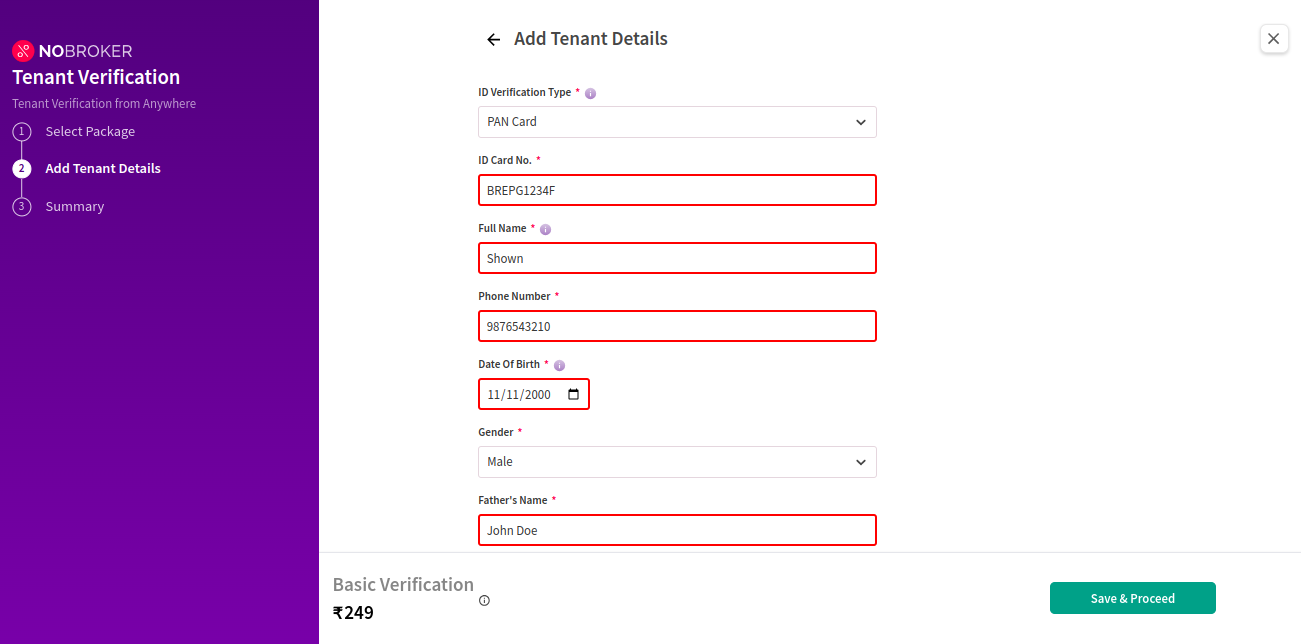 NOBROKER
Tenant Verification
Tenant Verification from Anywhere
1 Select Package
2 Add Tenant Details
3 Summary
Add Tenant Details
ID Verification Type *
PAN Card
ID Card No. *
BREPG1234F
Full Name *
Shown
Phone Number *
9876543210
Date Of Birth *
11/11/2000
Gender *
Male
Father's Name *
John Doe
Basic Verification
₹249
Save & Proceed